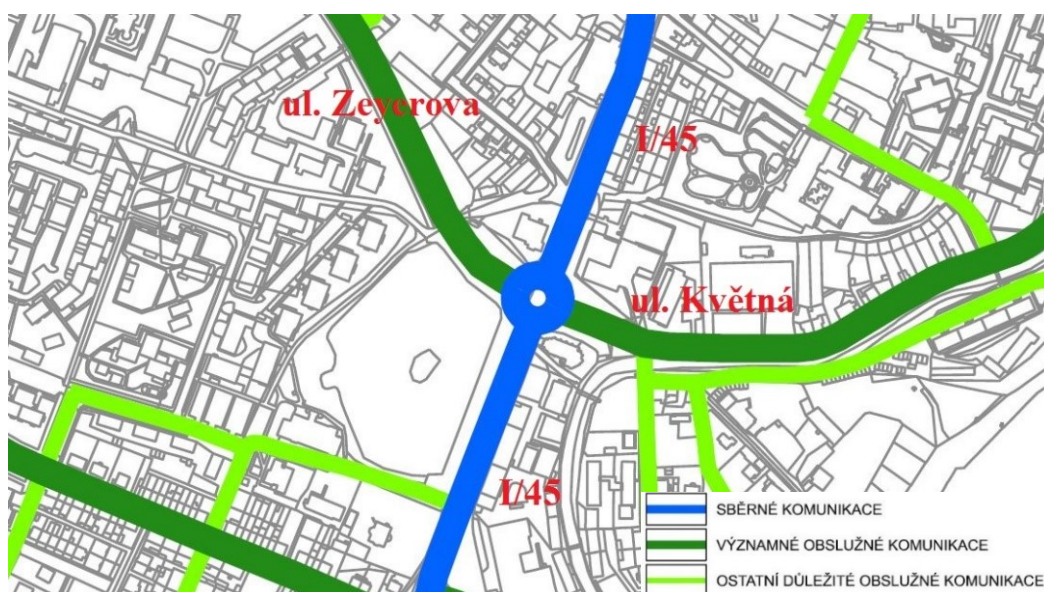 ul. Zeyerova
I/45
ul. Květná
I/45
SBĚRNÉ KOMUNIKACE
VÝZNAMNÉ OBSLUŽNÉ KOMUNIKACE
OSTATNÍ DŮLEŽITÉ OBSLUŽNÉ KOMUNIKACE